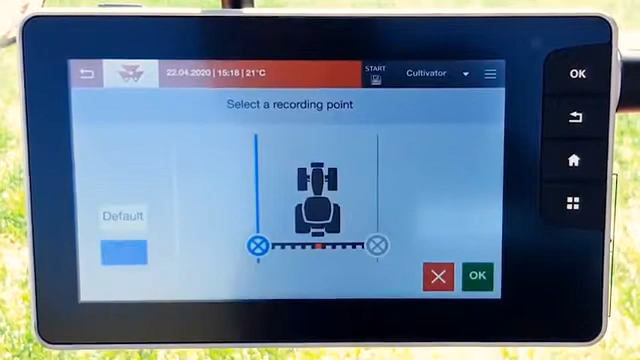 22.04.2020 | 15:18 | 21°C
START
Cultivator
Select a recording point
Default
OK
OK